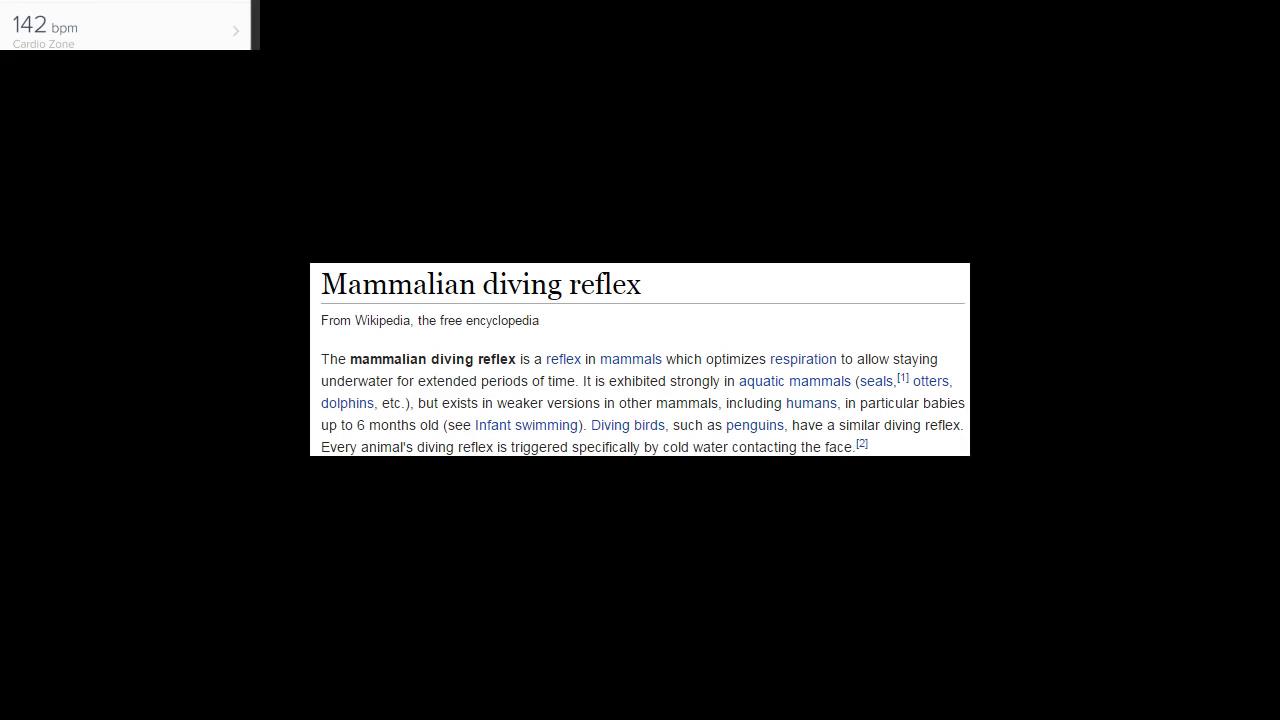 142 bpm
Cardio Zone
Mammalian diving reflex
From Wikipedia, the free encyclopedia
The mammalian diving reflex is a reflex in mammals which optimizes respiration to allow staying
underwater for extended periods of time. It is exhibited strongly in aquatic mammals (seals,[1] otters,
dolphins, etc.), but exists in weaker versions in other mammals, including humans, in particular babies
up to 6 months old (see Infant swimming). Diving birds, such as penguins, have a similar diving reflex.
Every animal's diving reflex is triggered specifically by cold water contacting the face.[2]